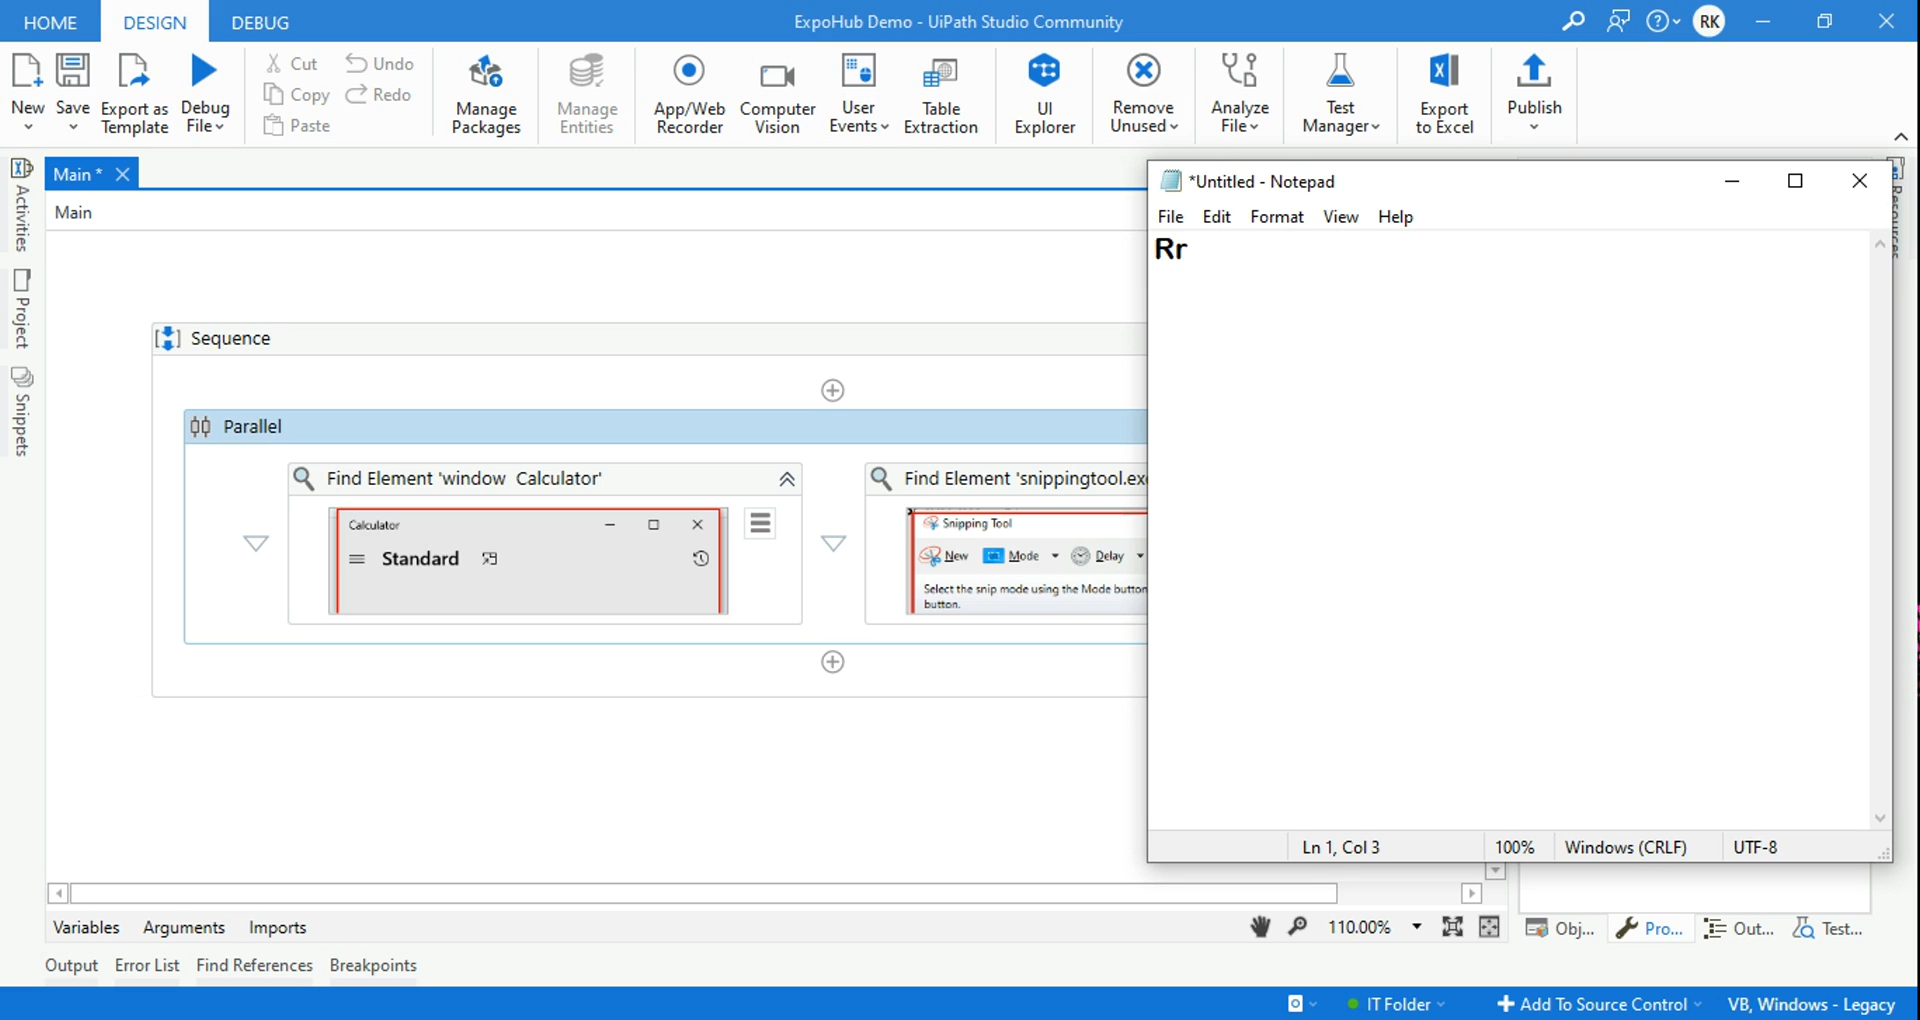 HOME DESIGN DEBUG
ExpoHub Demo - UiPath Studio Community
RK
New
Save
Export as
Template
Debug
File
Cut
Copy
Paste
Undo
Redo
Manage
Packages
Manage
Entities
App/Web
Recorder
Computer
Vision
User
Events
Table
Extraction
UI
Explorer
Remove
Unused
Analyze
File
Test
Manager
Export
to Excel
Publish
Activities
Project
Snippets
Main *
Main
Sequence
Parallel
Find Element 'window Calculator'
Calculator
Standard
Find Element 'snippingtool.exe
Snipping Tool
New Mode Delay
Select the snip mode using the Mode button
button.
*Untitled - Notepad
File Edit Format View Help
Rr
Ln 1, Col 3 100% Windows (CRLF) UTF-8
Resources
Variables Arguments Imports
110.00%
Obj... Pro... Out... Test...
Output Error List Find References Breakpoints
IT Folder
Add To Source Control
VB, Windows - Legacy